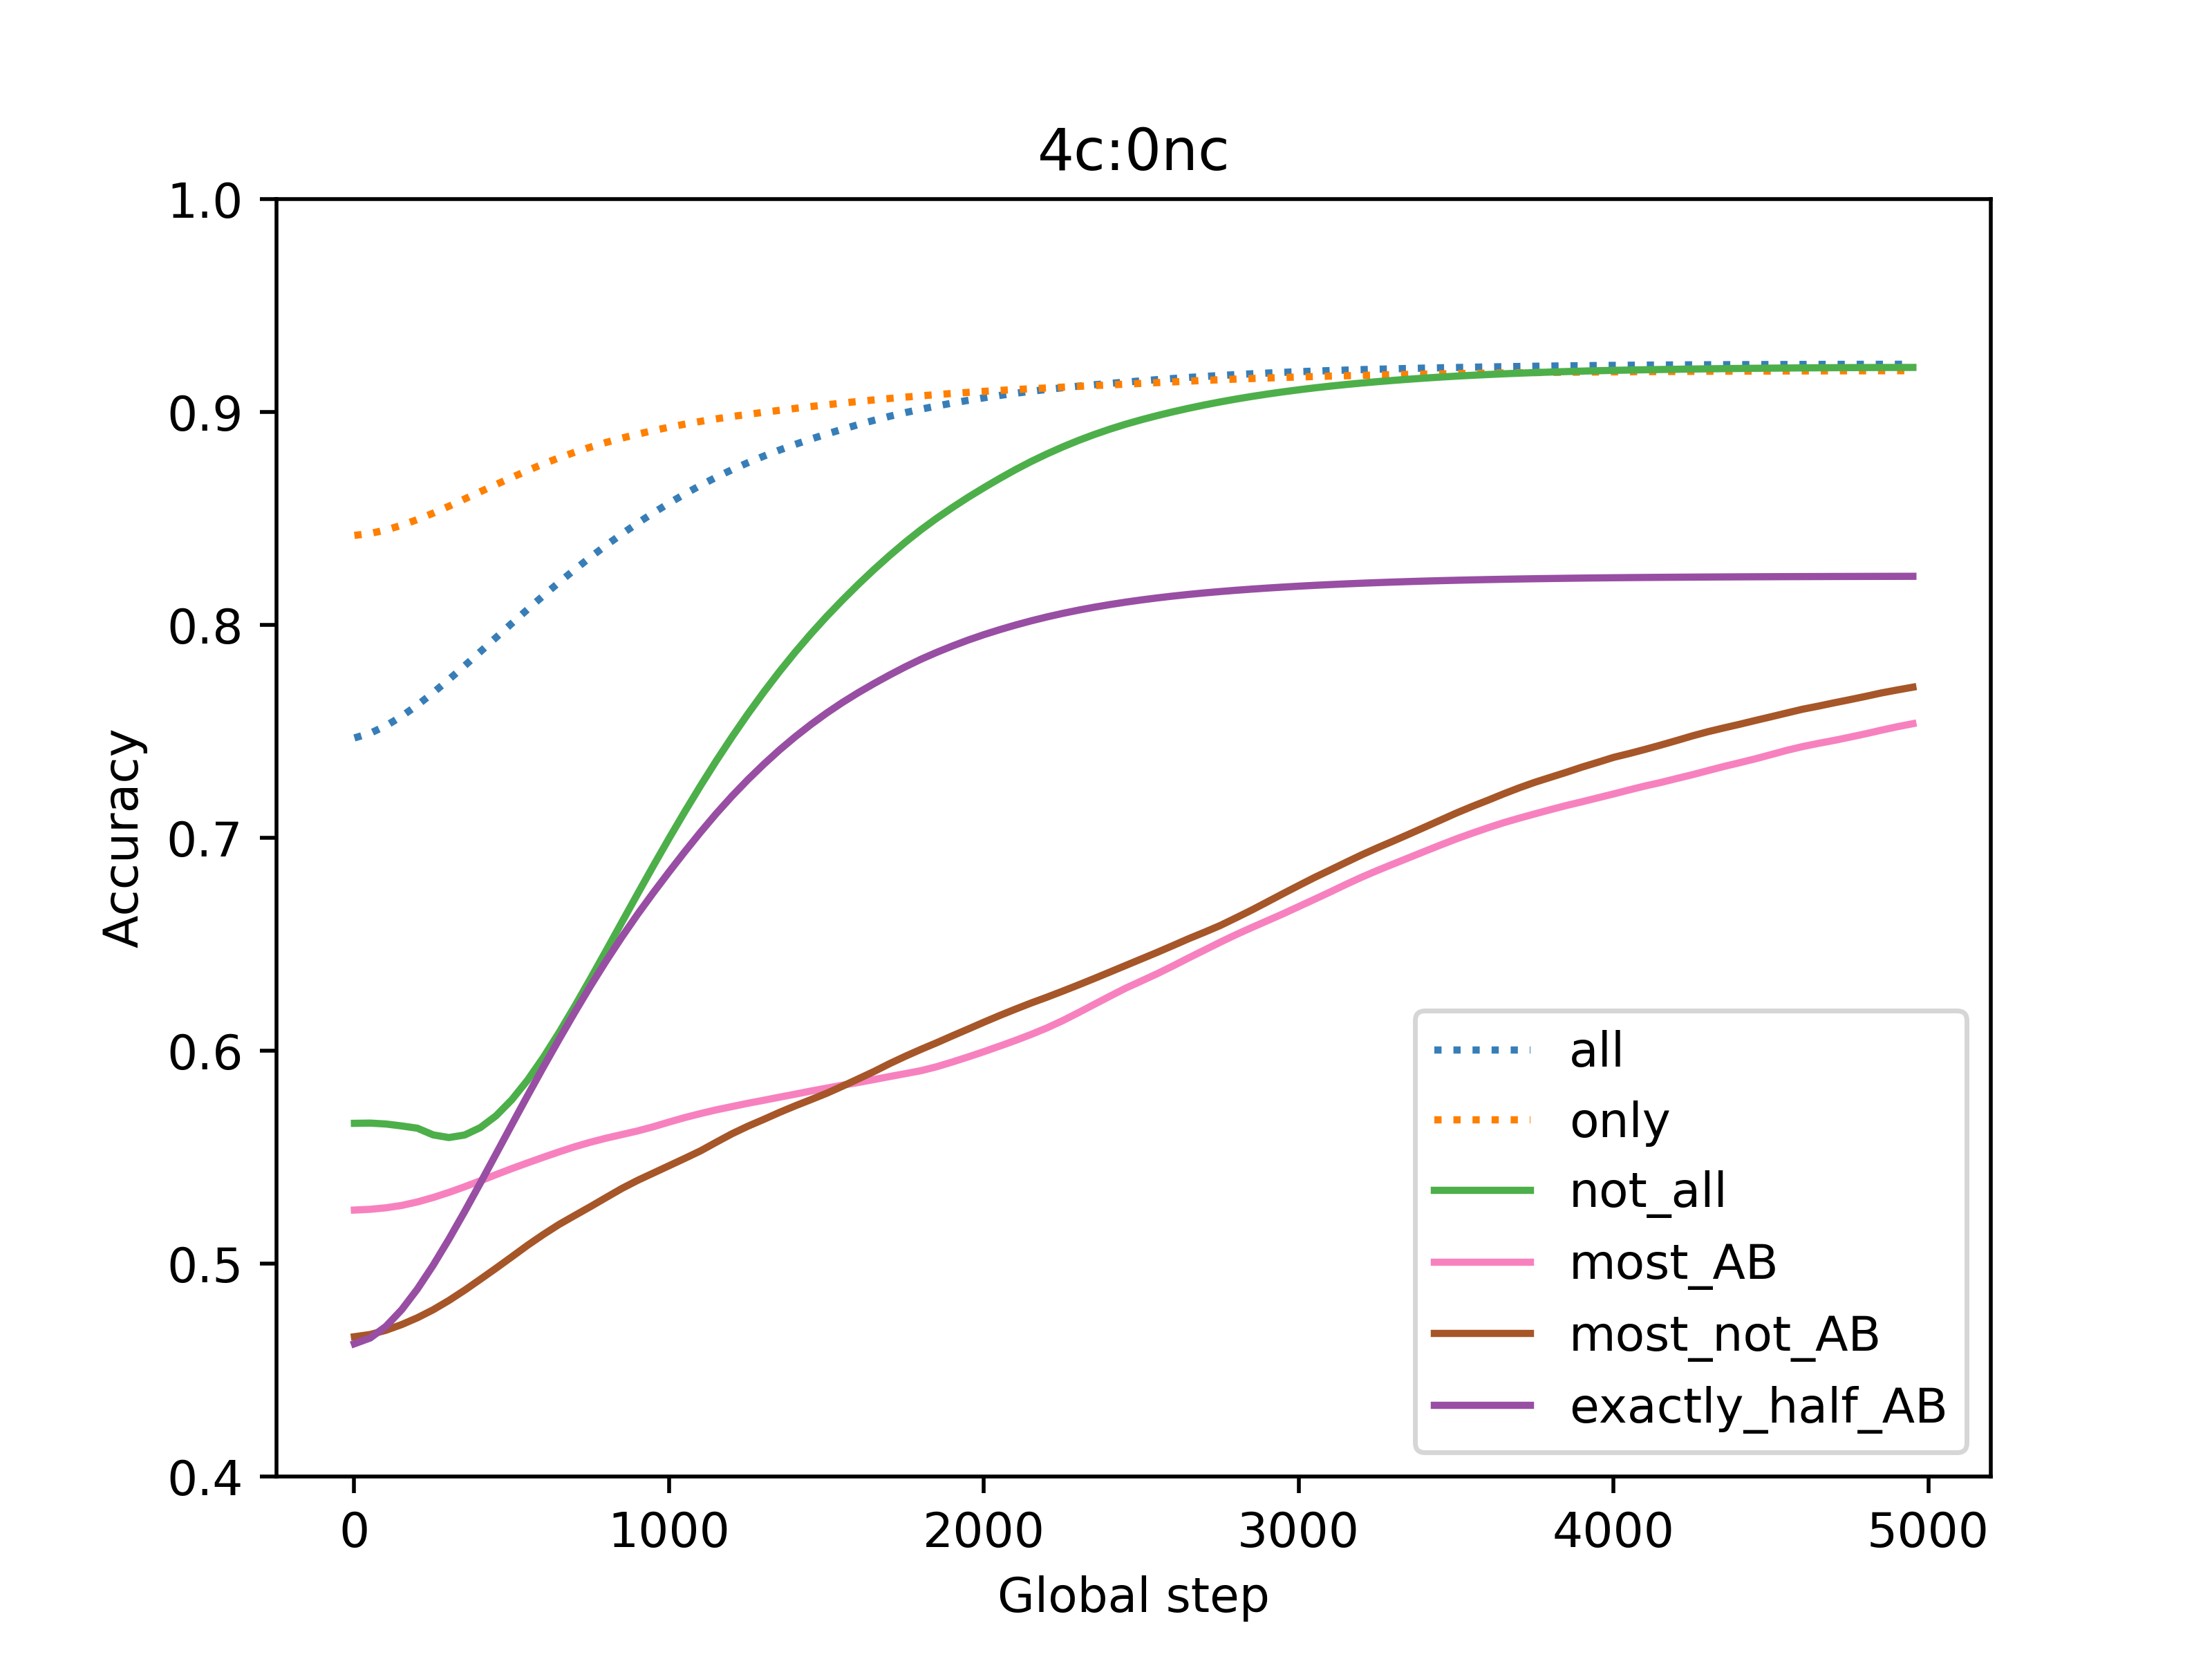 4c:0nc
1.0
0.9
0.8
0.7
0.6
0.5
0.4
Accuracy
0 1000 2000 3000 4000 5000
Global step
all
only
not_all
most_AB
most_not_AB
exactly_half_AB